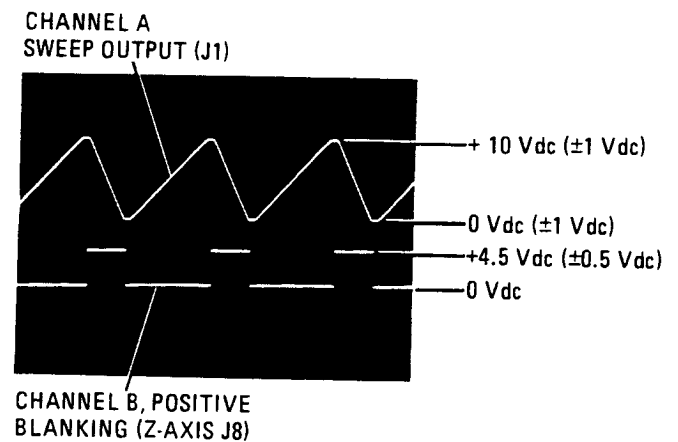 CHANNEL A
SWEEP OUTPUT (J1)
+ 10 Vdc (±1 Vdc)
0 Vdc (±1 Vdc)
+4.5 Vdc (±0.5 Vdc)
0 Vdc
CHANNEL B, POSITIVE
BLANKING (Z-AXIS J8)